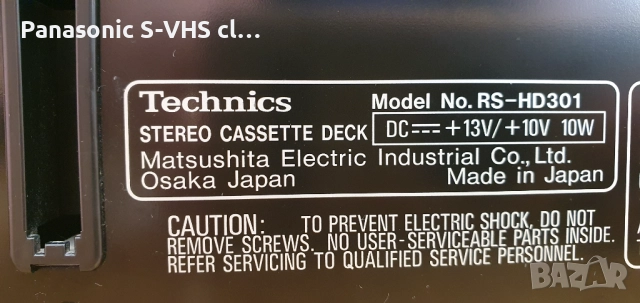 Panasonic S-VHS cl...
Technics
Model No. RS-HD301
STEREO CASSETTE DECK
DC ⎓ +13V/+10V 10W
Matsushita Electric Industrial Co., Ltd.
Osaka Japan
Made in Japan
CAUTION: TO PREVENT ELECTRIC SHOCK, DO NOT
REMOVE SCREWS. NO USER-SERVICEABLE PARTS INSIDE.
REFER SERVICING TO QUALIFIED SERVICE PERSONNEL.
BAZAR